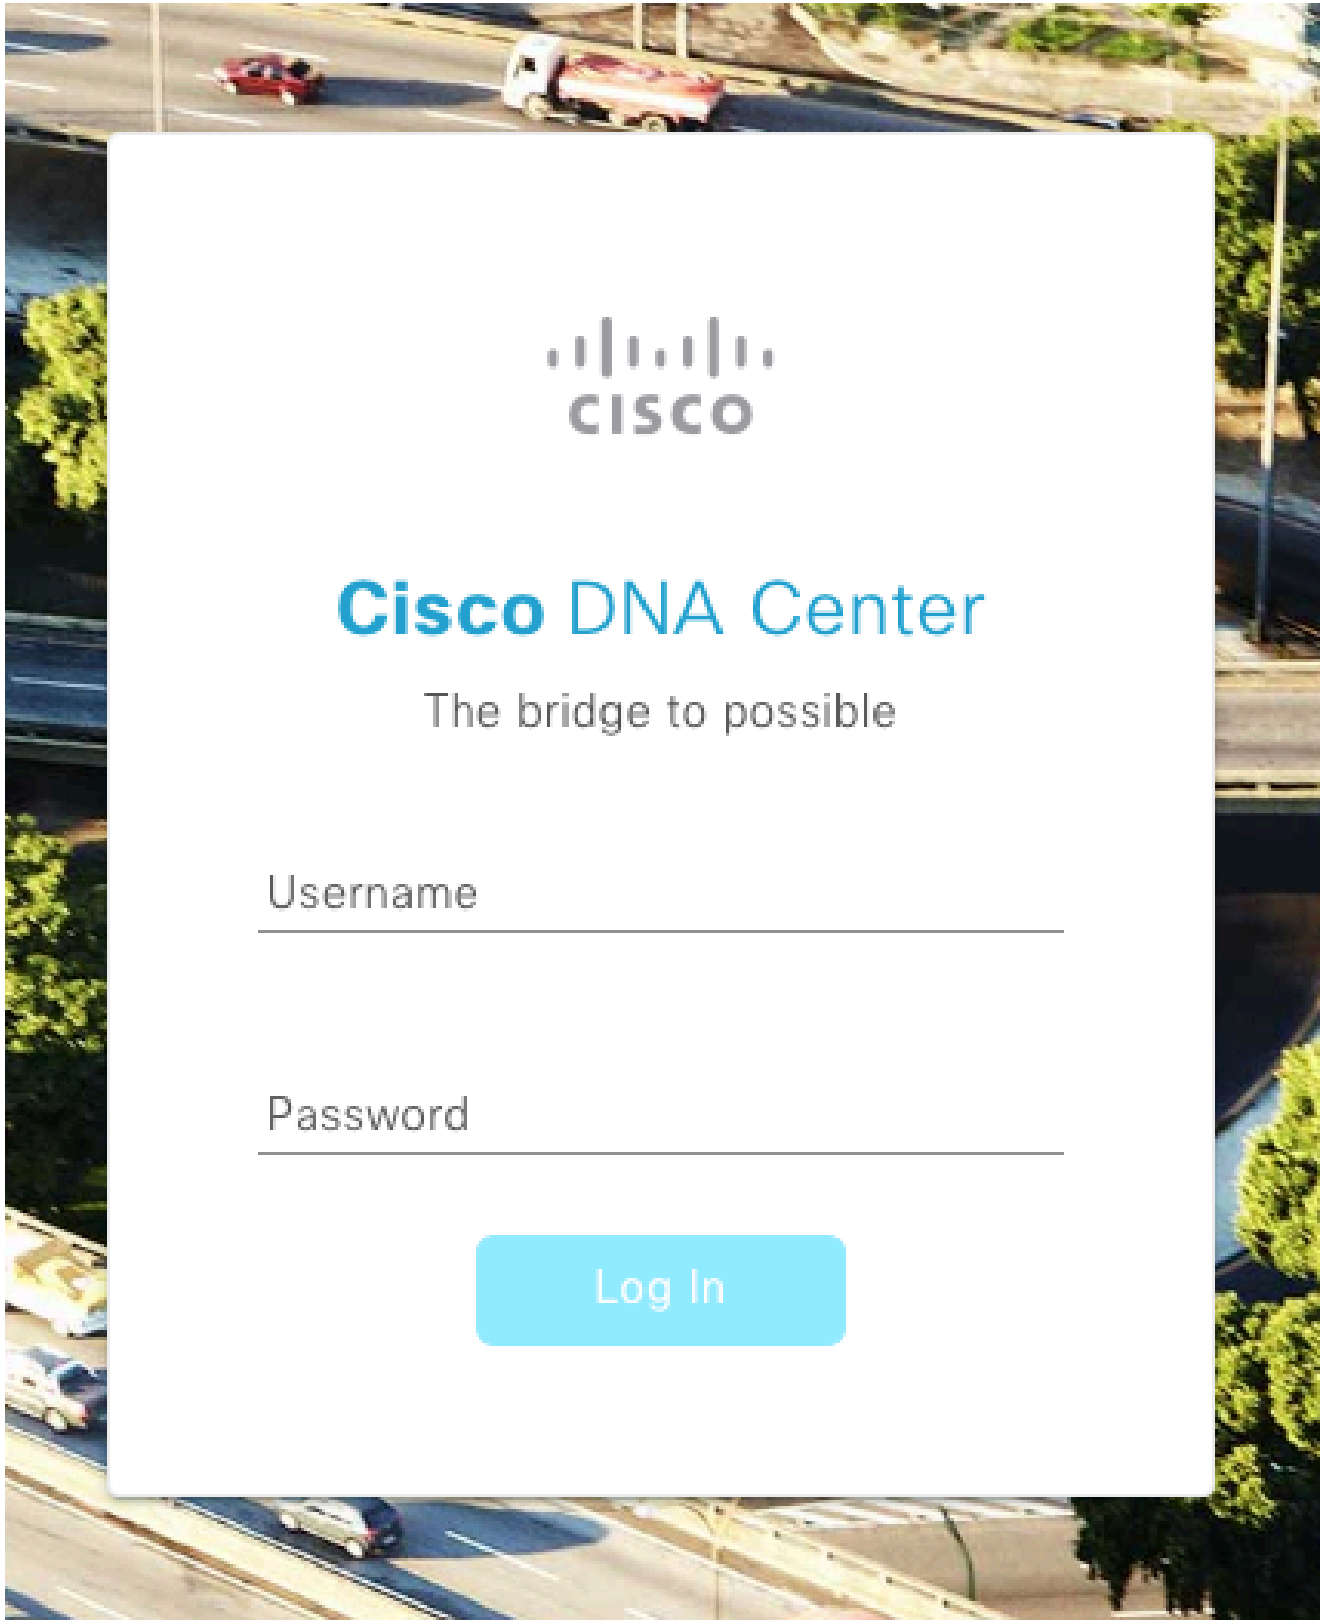 CISCO
Cisco DNA Center
The bridge to possible
Username
Password
Log In